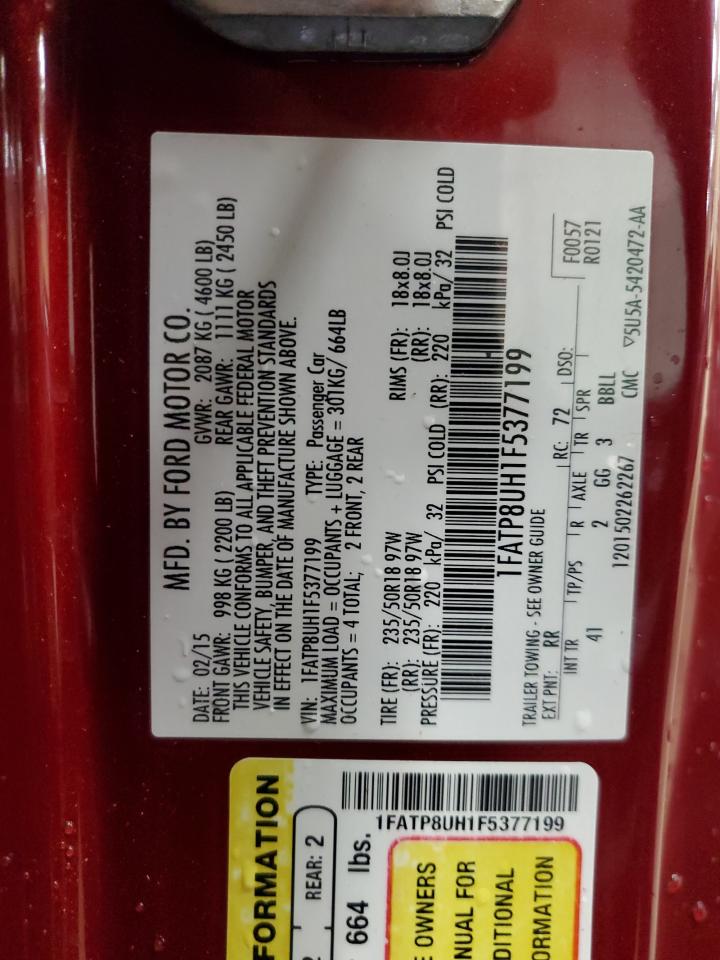 MFD. BY FORD MOTOR CO.
DATE: 02/15 GVWR: 2087 KG ( 4600 LB)
FRONT GAWR: 998 KG ( 2200 LB) REAR GAWR: 1111 KG ( 2450 LB)
THIS VEHICLE CONFORMS TO ALL APPLICABLE FEDERAL MOTOR
VEHICLE SAFETY, BUMPER, AND THEFT PREVENTION STANDARDS
IN EFFECT ON THE DATE OF MANUFACTURE SHOWN ABOVE.
VIN: 1FATP8UH1F5377199 TYPE: Passenger Car
MAXIMUM LOAD = OCCUPANTS + LUGGAGE = 301KG/ 664LB
OCCUPANTS = 4 TOTAL; 2 FRONT, 2 REAR
TIRE (FR): 235/50R18 97W RIMS (FR): 18x8.0J
(RR): 235/50R18 97W (RR): 18x8.0J
PRESSURE (FR): 220 kPa/ 32 PSI COLD (RR): 220 kPa/ 32 PSI COLD
1FATP8UH1F5377199
TRAILER TOWING - SEE OWNER GUIDE
EXT PNT: RR RC: 72 DSO: F0057
R0121
INT TR TP/PS R AXLE TR SPR
41 2 GG 3 BBLL
1201502262267 CMC ▽5U5A-5420472-AA
FORMATION
REAR: 2
664 lbs.
1FATP8UH1F5377199
E OWNERS
NUAL FOR
DITIONAL
ORMATION